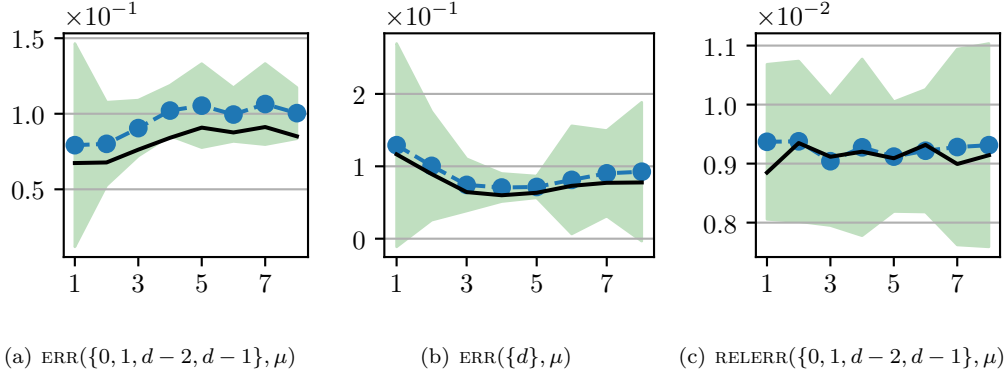 ×10⁻¹
1.5
1.0
0.5
1 3 5 7
(a) ERR({0, 1, d − 2, d − 1}, μ)
×10⁻¹
2
1
0
1 3 5 7
(b) ERR({d}, μ)
×10⁻²
1.1
1.0
0.9
0.8
1 3 5 7
(c) RELERR({0, 1, d − 2, d − 1}, μ)